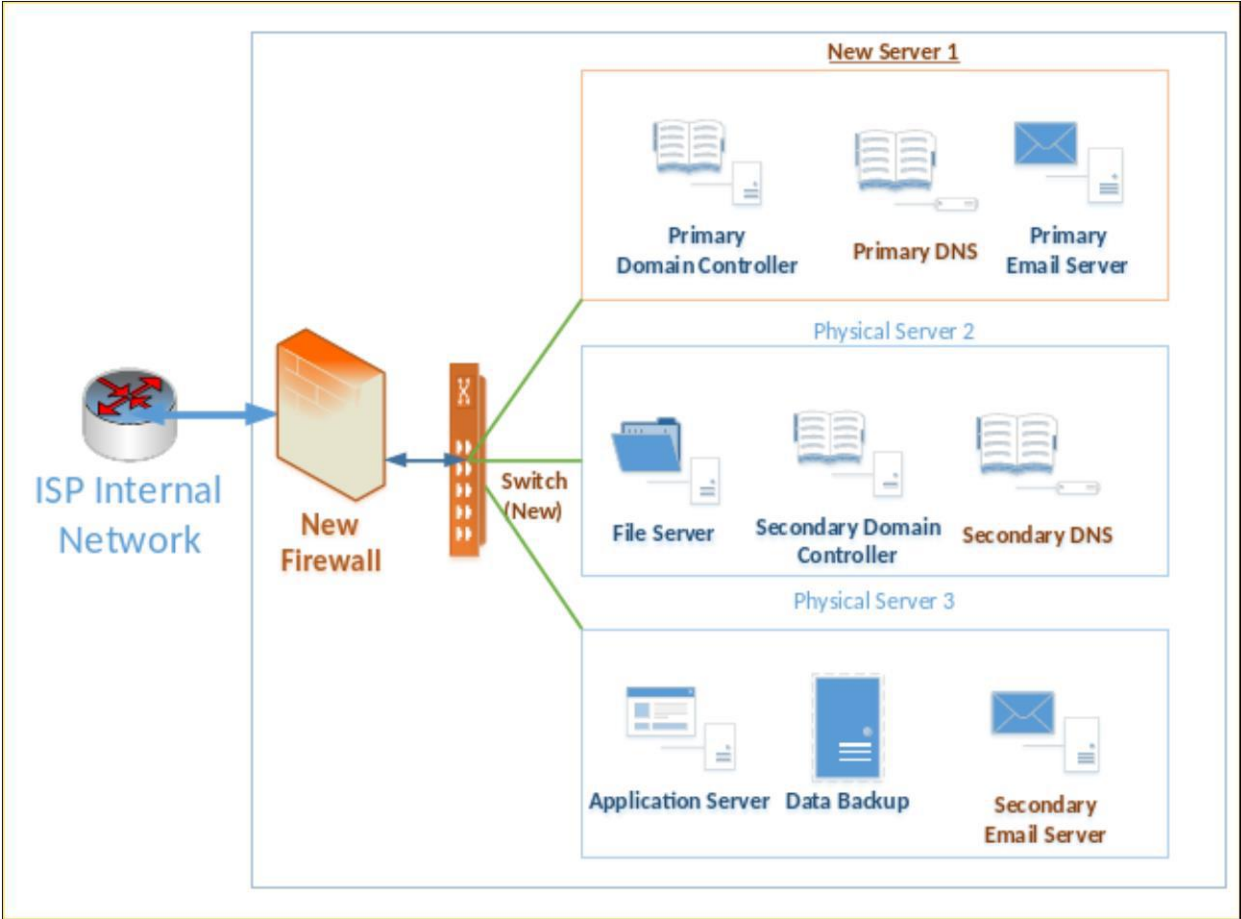 New Server 1
Primary
Domain Controller
Primary DNS
Primary
Email Server
Physical Server 2
ISP Internal
Network
New
Firewall
Switch
(New)
File Server
Secondary Domain
Controller
Secondary DNS
Physical Server 3
Application Server
Data Backup
Secondary
Email Server